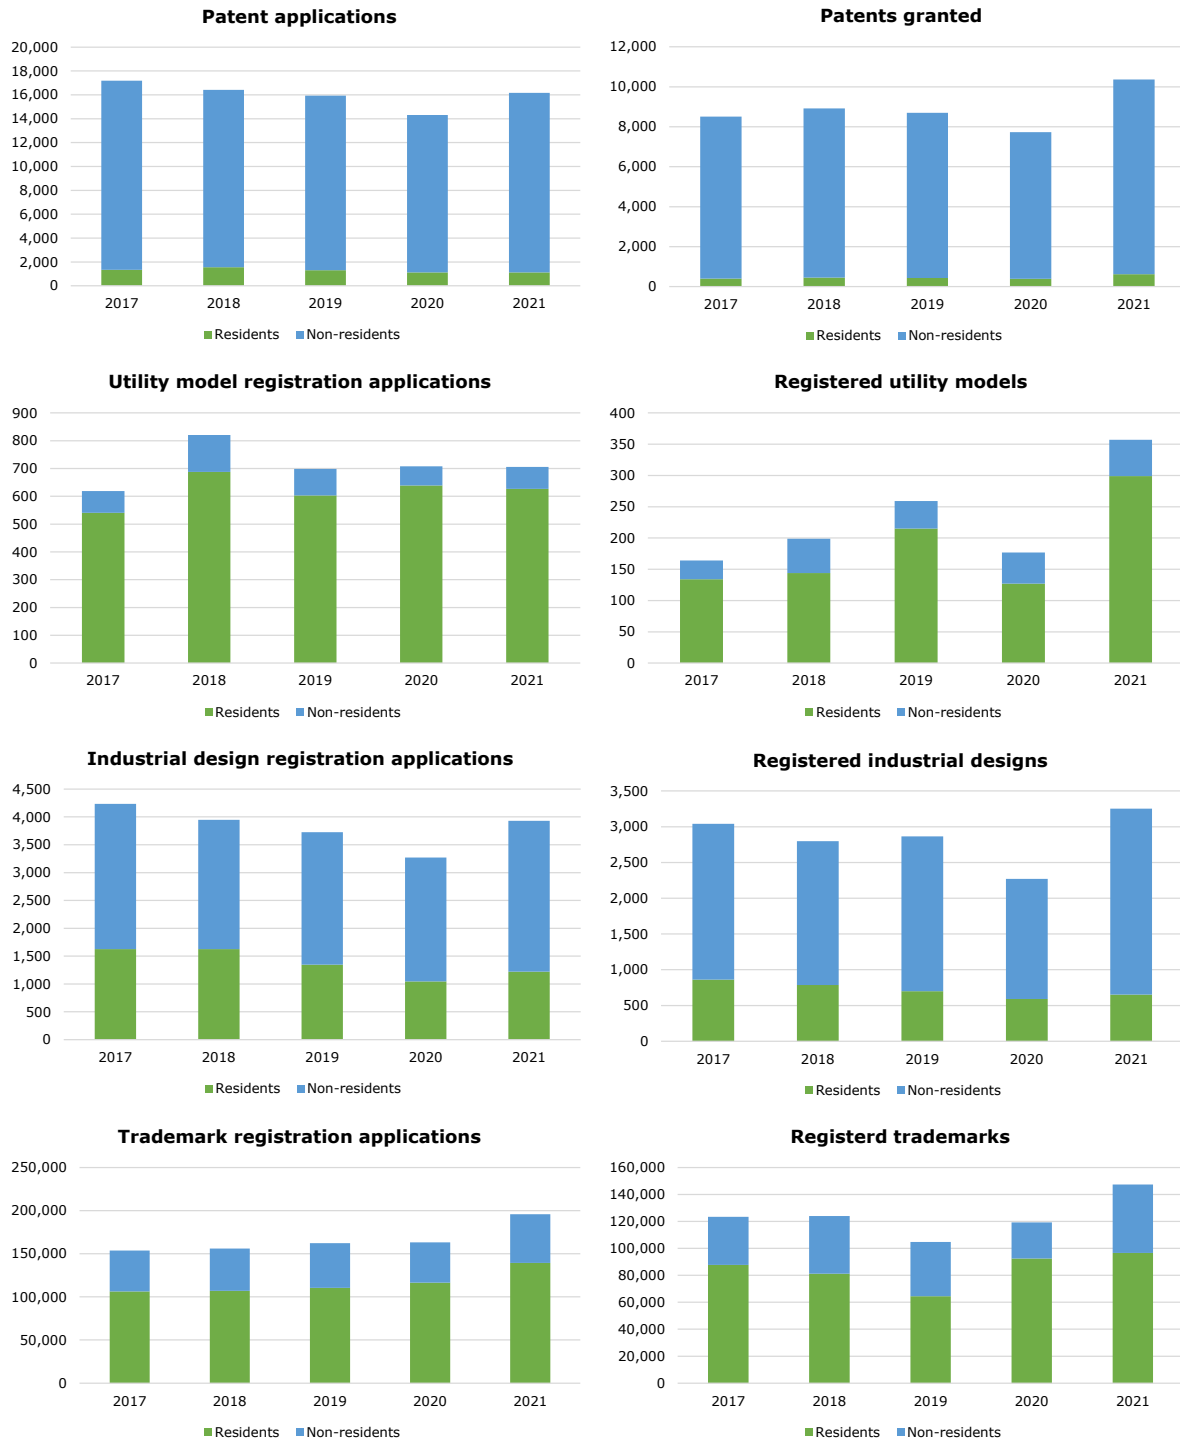 Patent applications
20,000
18,000
16,000
14,000
12,000
10,000
8,000
6,000
4,000
2,000
0
2017 2018 2019 2020 2021
Residents Non-residents
Patents granted
12,000
10,000
8,000
6,000
4,000
2,000
0
2017 2018 2019 2020 2021
Residents Non-residents
Utility model registration applications
900
800
700
600
500
400
300
200
100
0
2017 2018 2019 2020 2021
Residents Non-residents
Registered utility models
400
350
300
250
200
150
100
50
0
2017 2018 2019 2020 2021
Residents Non-residents
Industrial design registration applications
4,500
4,000
3,500
3,000
2,500
2,000
1,500
1,000
500
0
2017 2018 2019 2020 2021
Residents Non-residents
Registered industrial designs
3,500
3,000
2,500
2,000
1,500
1,000
500
0
2017 2018 2019 2020 2021
Residents Non-residents
Trademark registration applications
250,000
200,000
150,000
100,000
50,000
0
2017 2018 2019 2020 2021
Residents Non-residents
Registerd trademarks
160,000
140,000
120,000
100,000
80,000
60,000
40,000
20,000
0
2017 2018 2019 2020 2021
Residents Non-residents